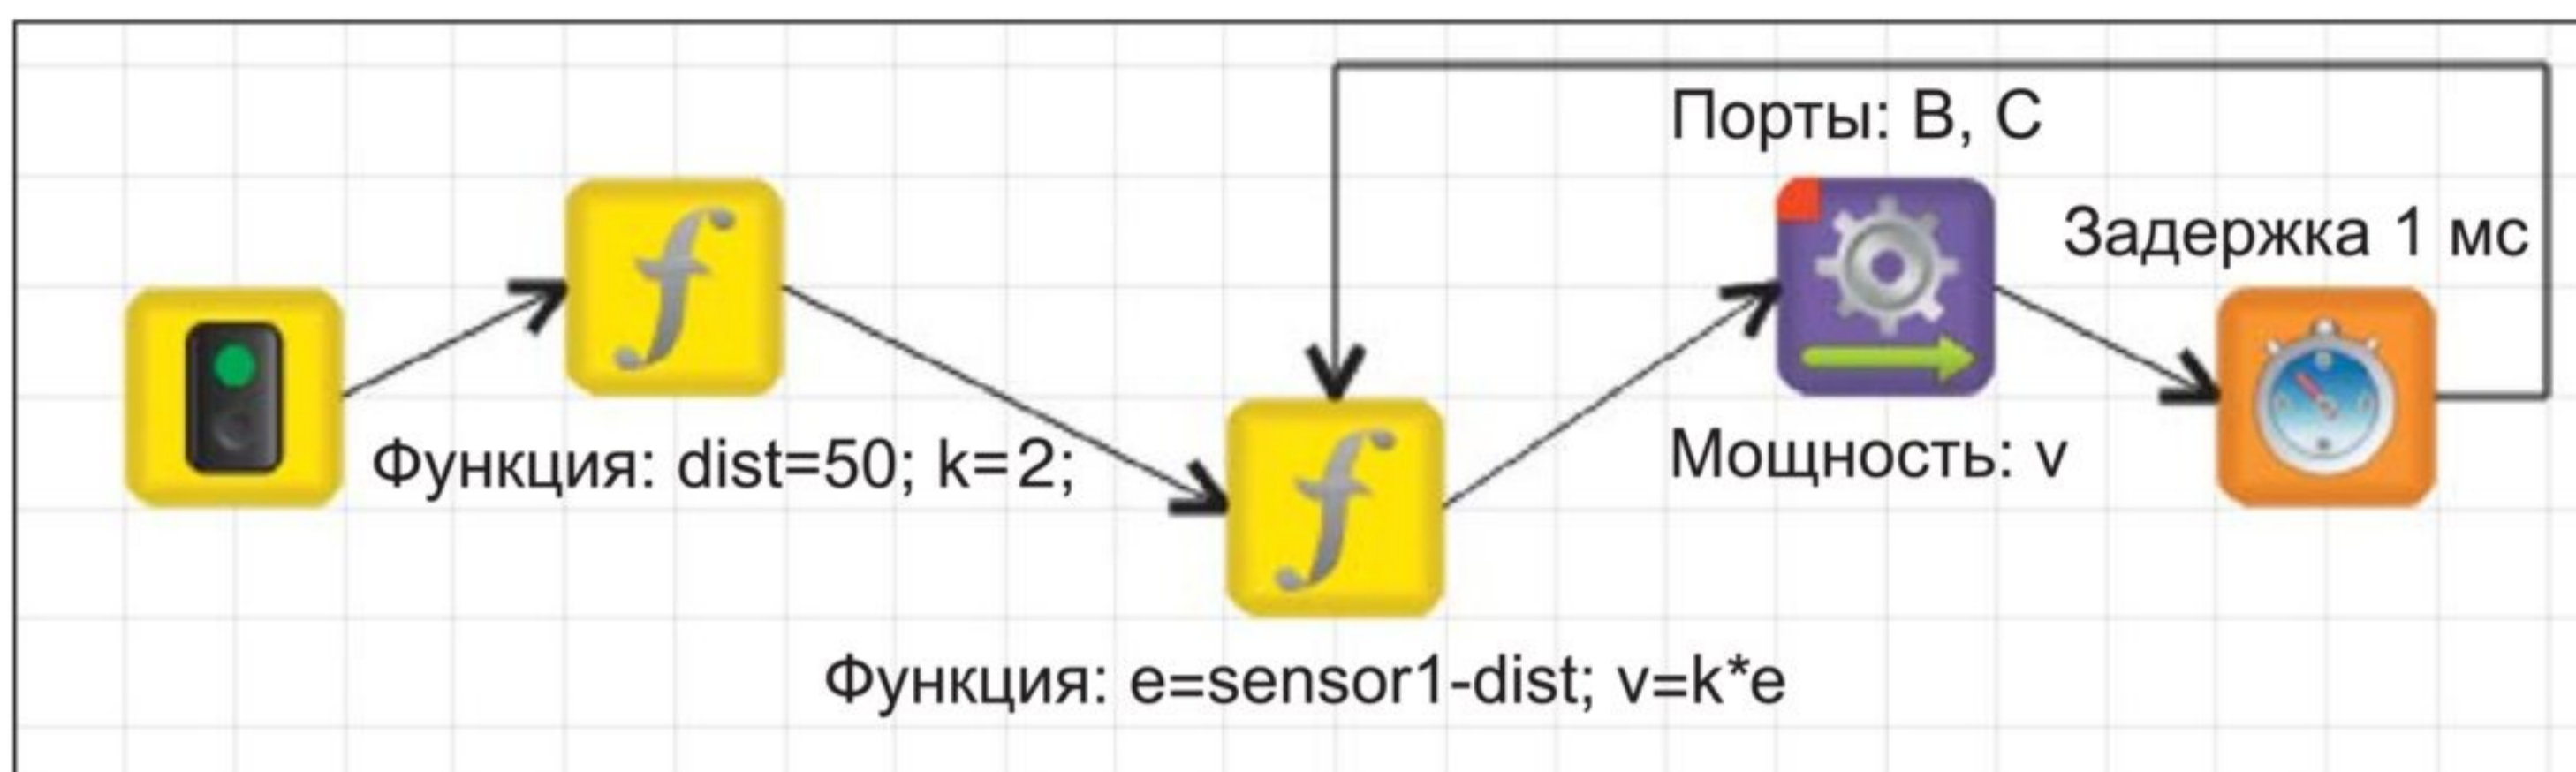 Порты: B, C
Задержка 1 мс
Функция: dist=50; k=2;
Мощность: v
Функция: e=sensor1-dist; v=k*e